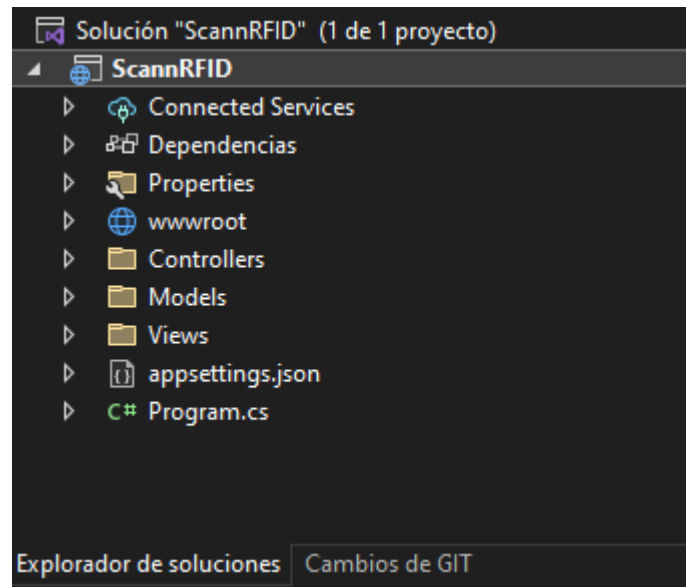 Solución "ScannRFID" (1 de 1 proyecto)
ScannRFID
Connected Services
Dependencias
Properties
wwwroot
Controllers
Models
Views
appsettings.json
C# Program.cs
Explorador de soluciones Cambios de GIT